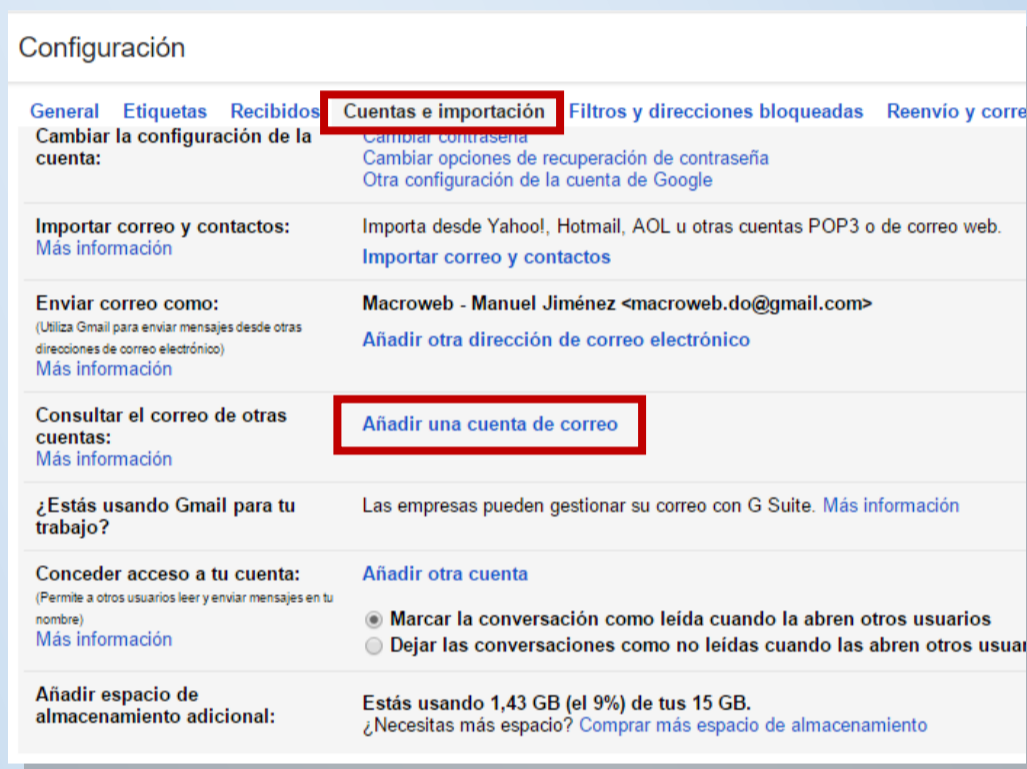 Configuración
General Etiquetas Recibidos Cuentas e importación Filtros y direcciones bloqueadas Reenvío y corre
Cambiar la configuración de la cuenta:
Cambiar contraseña
Cambiar opciones de recuperación de contraseña
Otra configuración de la cuenta de Google
Importar correo y contactos:
Más información
Importa desde Yahoo!, Hotmail, AOL u otras cuentas POP3 o de correo web.
Importar correo y contactos
Enviar correo como:
(Utiliza Gmail para enviar mensajes desde otras
direcciones de correo electrónico)
Más información
Macroweb - Manuel Jiménez <macroweb.do@gmail.com>
Añadir otra dirección de correo electrónico
Consultar el correo de otras
cuentas:
Más información
Añadir una cuenta de correo
¿Estás usando Gmail para tu
trabajo?
Las empresas pueden gestionar su correo con G Suite. Más información
Conceder acceso a tu cuenta:
(Permite a otros usuarios leer y enviar mensajes en tu
nombre)
Más información
Añadir otra cuenta
Marcar la conversación como leída cuando la abren otros usuarios
Dejar las conversaciones como no leídas cuando las abren otros usuar
Añadir espacio de
almacenamiento adicional:
Estás usando 1,43 GB (el 9%) de tus 15 GB.
¿Necesitas más espacio? Comprar más espacio de almacenamiento